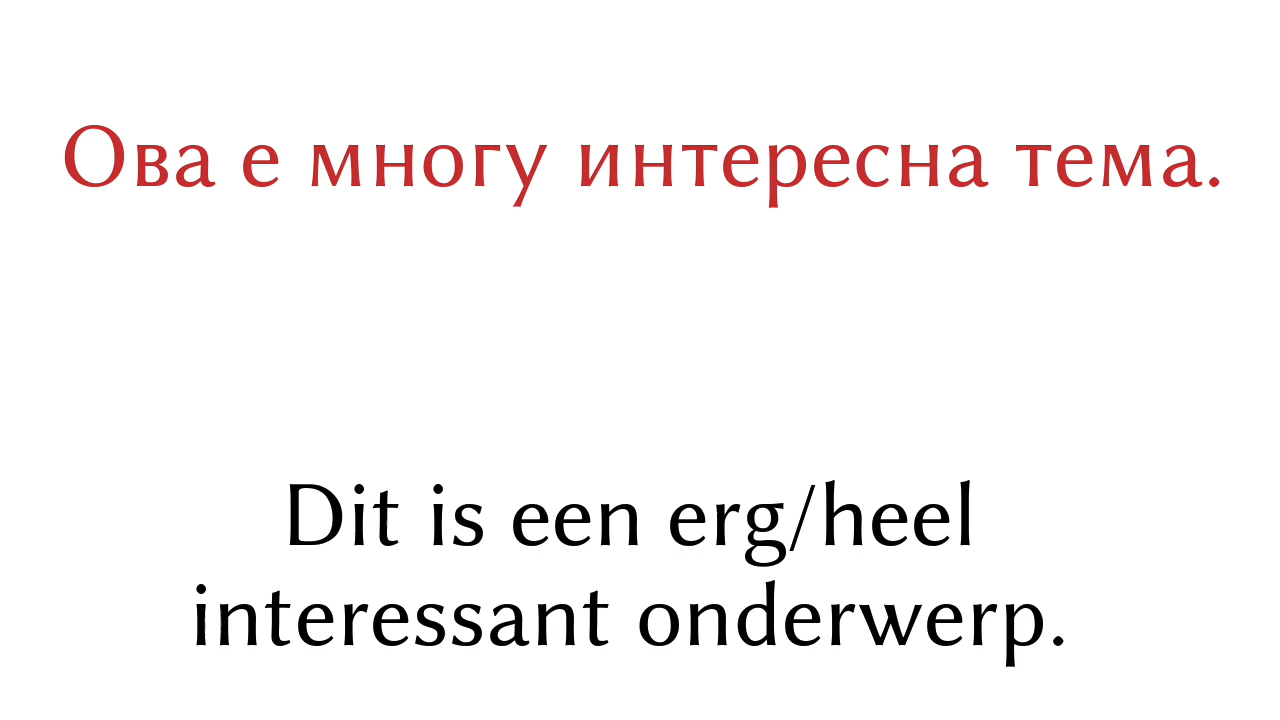 Ова е многу интересна тема.
Dit is een erg/heel
interessant onderwerp.